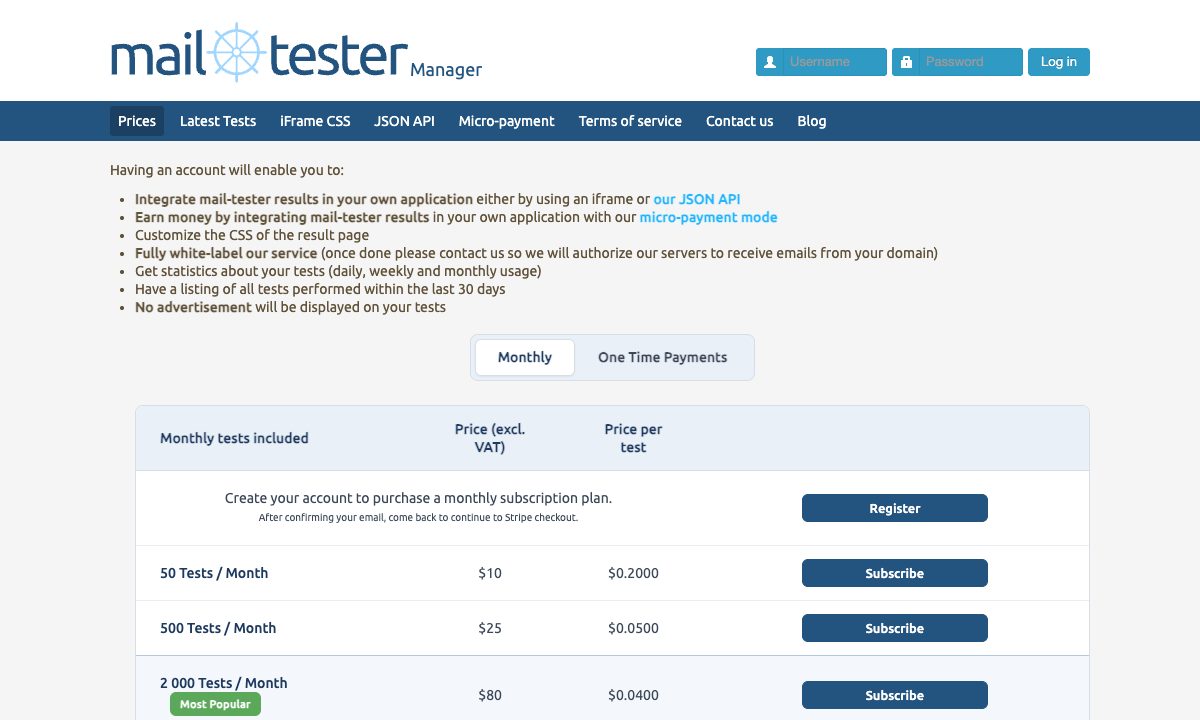 mail tester Manager
Username Password Log in
Prices Latest Tests iFrame CSS JSON API Micro-payment Terms of service Contact us Blog
Having an account will enable you to:
• Integrate mail-tester results in your own application either by using an iframe or our JSON API
• Earn money by integrating mail-tester results in your own application with our micro-payment mode
• Customize the CSS of the result page
• Fully white-label our service (once done please contact us so we will authorize our servers to receive emails from your domain)
• Get statistics about your tests (daily, weekly and monthly usage)
• Have a listing of all tests performed within the last 30 days
• No advertisement will be displayed on your tests
Monthly One Time Payments
Monthly tests included
Price (excl.
VAT)
Price per
test
Create your account to purchase a monthly subscription plan.
After confirming your email, come back to continue to Stripe checkout.
Register
50 Tests / Month $10 $0.2000 Subscribe
500 Tests / Month $25 $0.0500 Subscribe
2 000 Tests / Month
Most Popular
$80 $0.0400 Subscribe